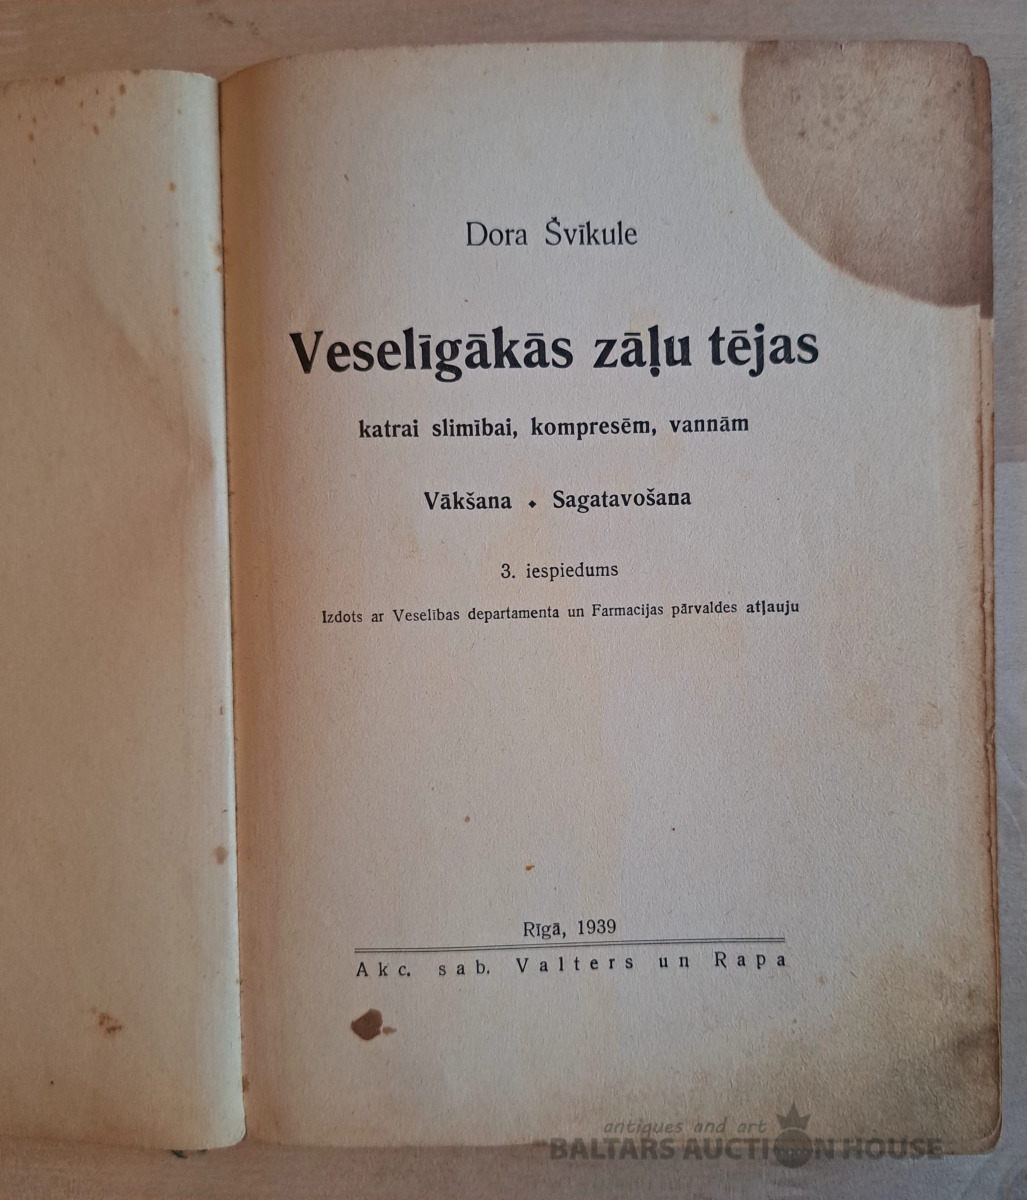 Dora Švīkule
Veselīgākās zāļu tējas
katrai slimībai, kompresēm, vannām
Vākšana ⬥ Sagatavošana
3. iespiedums
Izdots ar Veselības departamenta un Farmacijas pārvaldes atļauju
Rīgā, 1939
Akc. sab. Valters un Rapa
antiques and art
BALTARS AUCTION HOUSE